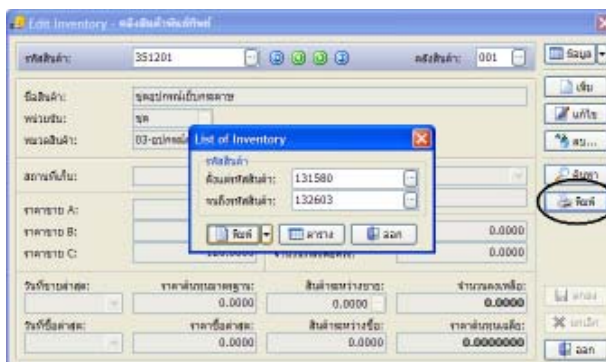 Edit Inventory - คลังสินค้าพิมพ์ทิพย์
รหัสสินค้า: 351201 คลังสินค้า: 001 ข้อมูล
ชื่อสินค้า: ชุดอุปกรณ์เย็บกระดาษ เพิ่ม
หน่วยนับ: ชุด แก้ไข
หมวดสินค้า: 03-อุปกรณ์ ลบ...
List of Inventory
รหัสสินค้า
ตั้งแต่รหัสสินค้า: 131580
จนถึงรหัสสินค้า: 132603
พิมพ์ ตาราง ออก
สถานที่เก็บ: ค้นหา
ราคาขาย A: พิมพ์
ราคาขาย B: 0.0000
ราคาขาย C: 0.0000
วันที่ขายล่าสุด: ราคาต้นทุนมาตรฐาน: สินค้าระหว่างขาย: จำนวนคงเหลือ:
0.0000 0.0000 0.0000 ตกลง
วันที่ซื้อล่าสุด: ราคาซื้อล่าสุด: สินค้าระหว่างซื้อ: ราคาต้นทุนเฉลี่ย: ยกเลิก
0.0000 0.0000 0.0000000 ออก